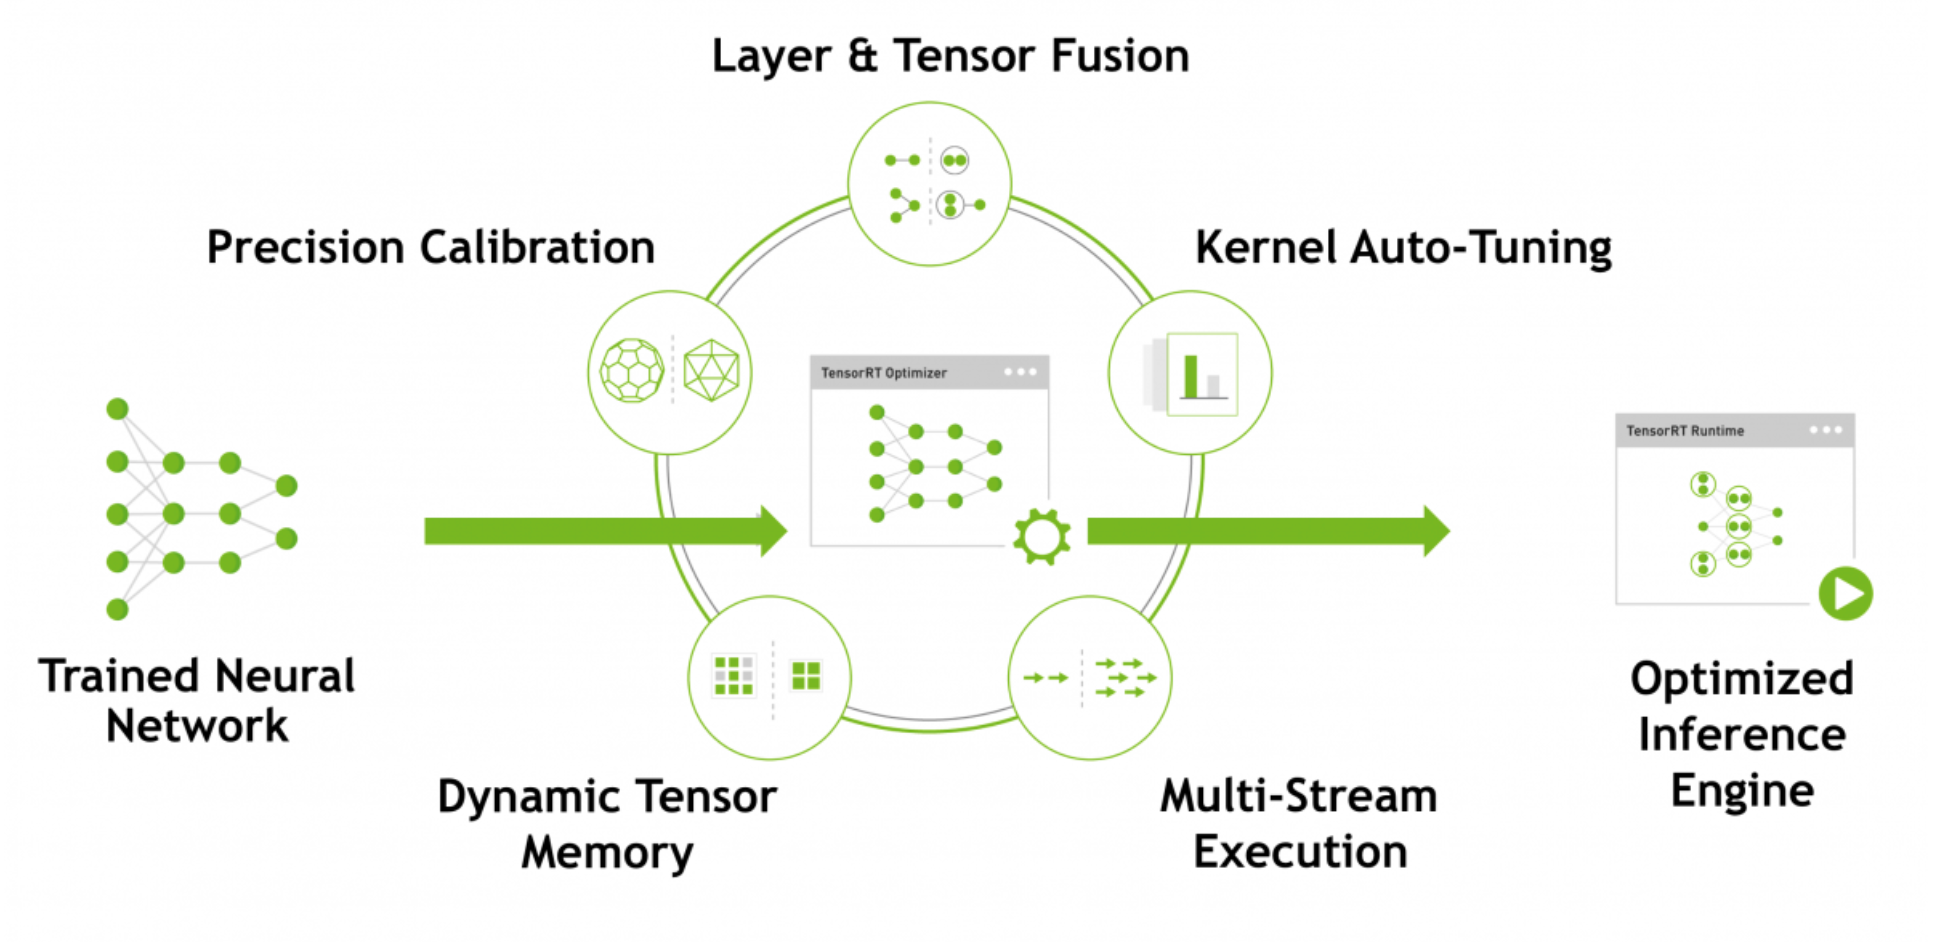 Layer & Tensor Fusion
Precision Calibration
Kernel Auto-Tuning
TensorRT Optimizer
TensorRT Runtime
Trained Neural
Network
Optimized
Inference
Engine
Dynamic Tensor
Memory
Multi-Stream
Execution